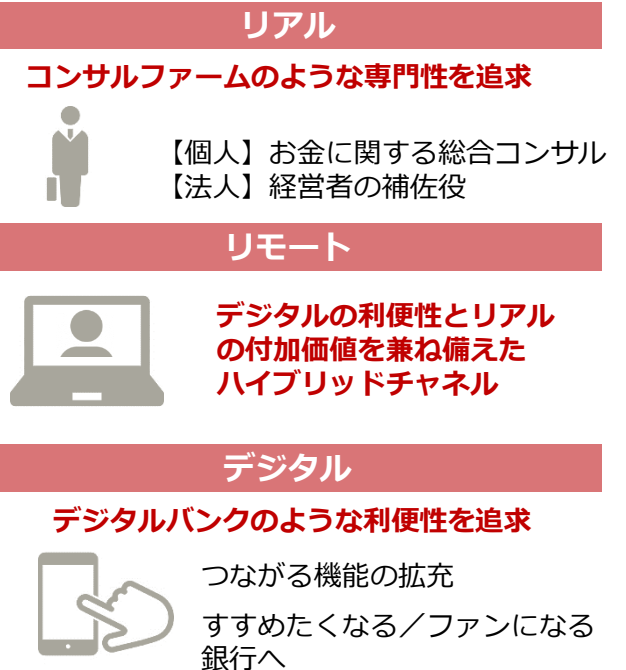 リアル
コンサルファームのような専門性を追求
【個人】お金に関する総合コンサル
【法人】経営者の補佐役
リモート
デジタルの利便性とリアル
の付加価値を兼ね備えた
ハイブリッドチャネル
デジタル
デジタルバンクのような利便性を追求
つながる機能の拡充
すすめたくなる／ファンになる
銀行へ